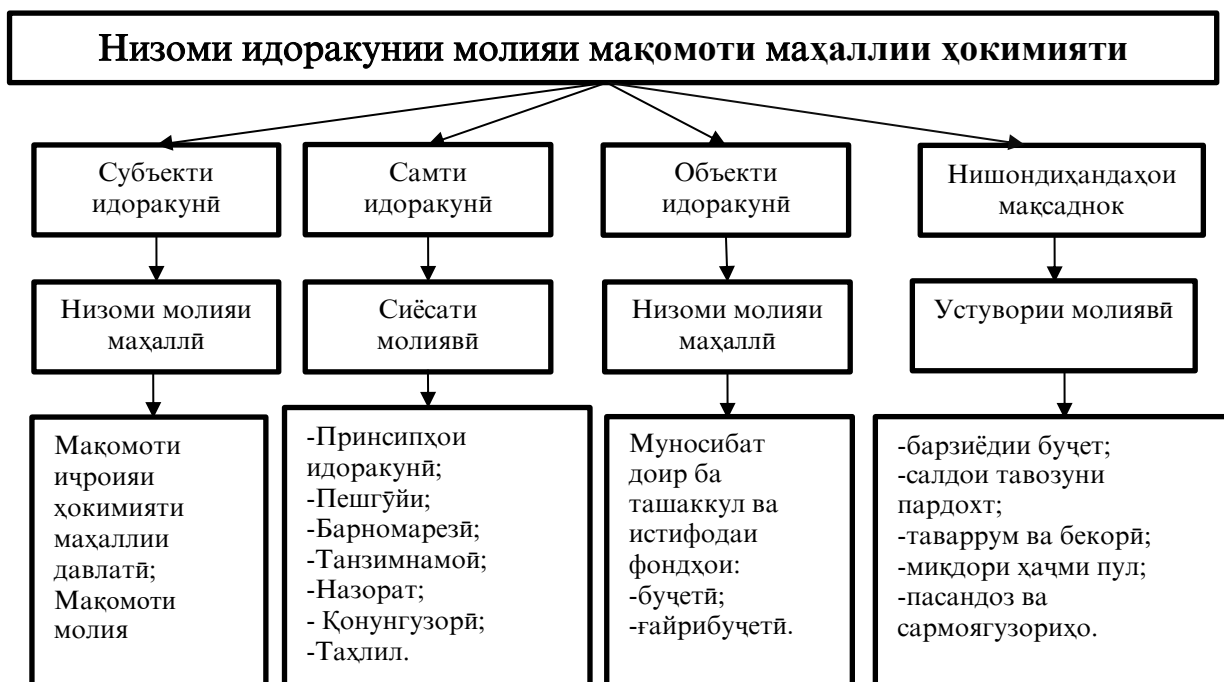 Низоми идоракунии молияи мақомоти маҳаллии ҳокимияти
Субъекти
идоракунӣ
Самти
идоракунӣ
Объекти
идоракунӣ
Нишондиҳандаҳои
мақсаднок
Низоми молияи
маҳаллӣ
Сиёсати
молиявӣ
Низоми молияи
маҳаллӣ
Устувории молиявӣ
Мақомоти
иҷроияи
ҳокимияти
маҳаллии
давлатӣ;
Мақомоти
молия
-Принсипҳои
идоракунӣ;
-Пешгӯйи;
-Барномарезӣ;
-Танзимнамоӣ;
-Назорат;
- Қонунгузорӣ;
-Таҳлил.
Муносибат
доир ба
ташаккул ва
истифодаи
фондҳои:
-буҷетӣ;
-ғайрибуҷетӣ.
-барзиёдии буҷет;
-салдои тавозуни
пардохт;
-таваррум ва бекорӣ;
-миқдори ҳаҷми пул;
-пасандоз ва
сармоягузориҳо.